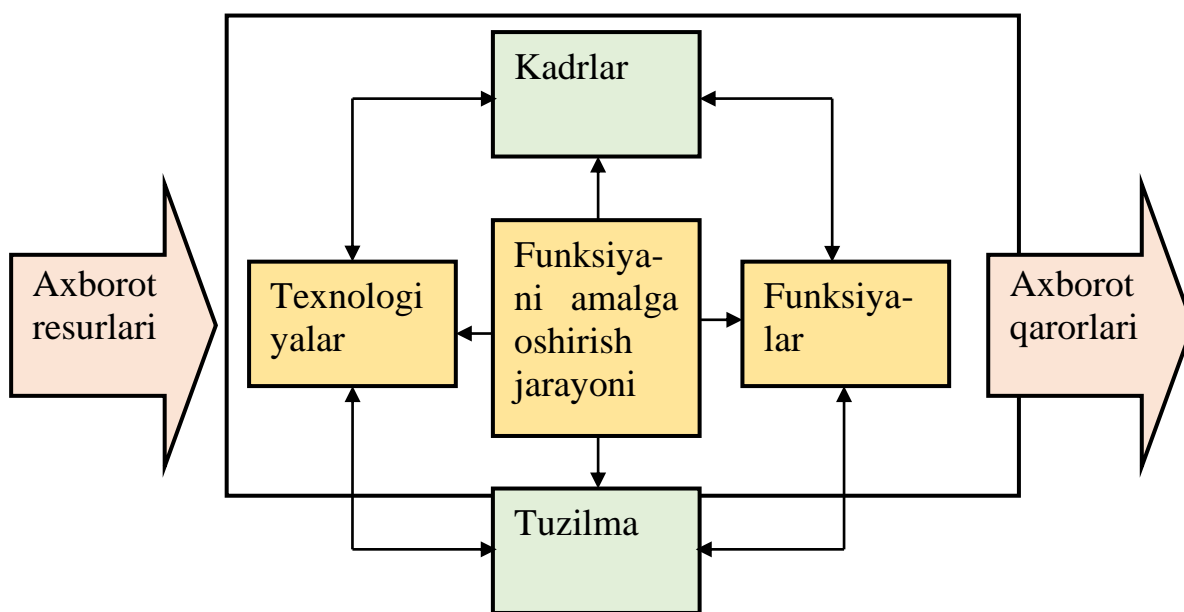 Kadrlar
Axborot
resurlari
Texnologi
yalar
Funksiya-
ni amalga
oshirish
jarayoni
Funksiya-
lar
Axborot
qarorlari
Tuzilma